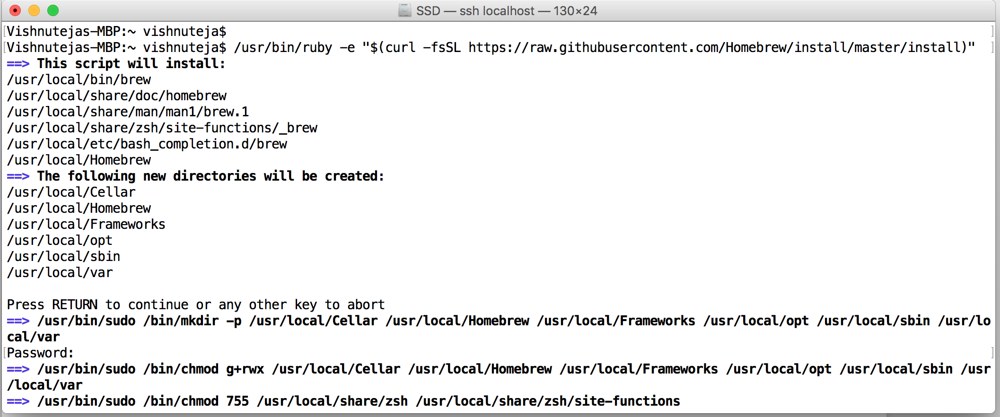 SSD — ssh localhost — 130×24
Vishnutejas-MBP:~ vishnuteja$
Vishnutejas-MBP:~ vishnuteja$ /usr/bin/ruby -e "$(curl -fsSL https://raw.githubusercontent.com/Homebrew/install/master/install)"
==> This script will install:
/usr/local/bin/brew
/usr/local/share/doc/homebrew
/usr/local/share/man/man1/brew.1
/usr/local/share/zsh/site-functions/_brew
/usr/local/etc/bash_completion.d/brew
/usr/local/Homebrew
==> The following new directories will be created:
/usr/local/Cellar
/usr/local/Homebrew
/usr/local/Frameworks
/usr/local/opt
/usr/local/sbin
/usr/local/var
Press RETURN to continue or any other key to abort
==> /usr/bin/sudo /bin/mkdir -p /usr/local/Cellar /usr/local/Homebrew /usr/local/Frameworks /usr/local/opt /usr/local/sbin /usr/lo
cal/var
Password:
==> /usr/bin/sudo /bin/chmod g+rwx /usr/local/Cellar /usr/local/Homebrew /usr/local/Frameworks /usr/local/opt /usr/local/sbin /usr
/local/var
==> /usr/bin/sudo /bin/chmod 755 /usr/local/share/zsh /usr/local/share/zsh/site-functions